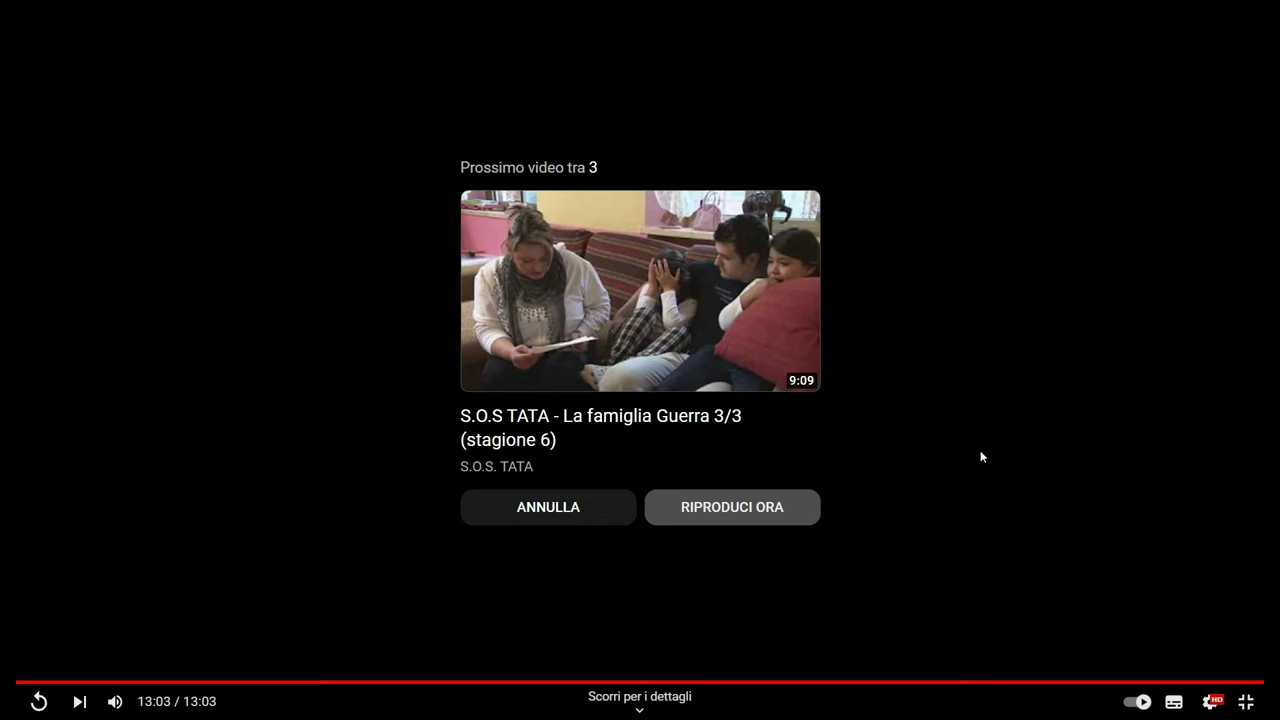 Prossimo video tra 3
9:09
S.O.S TATA - La famiglia Guerra 3/3
(stagione 6)
S.O.S. TATA
ANNULLA
RIPRODUCI ORA
13:03 / 13:03
Scorri per i dettagli
HD